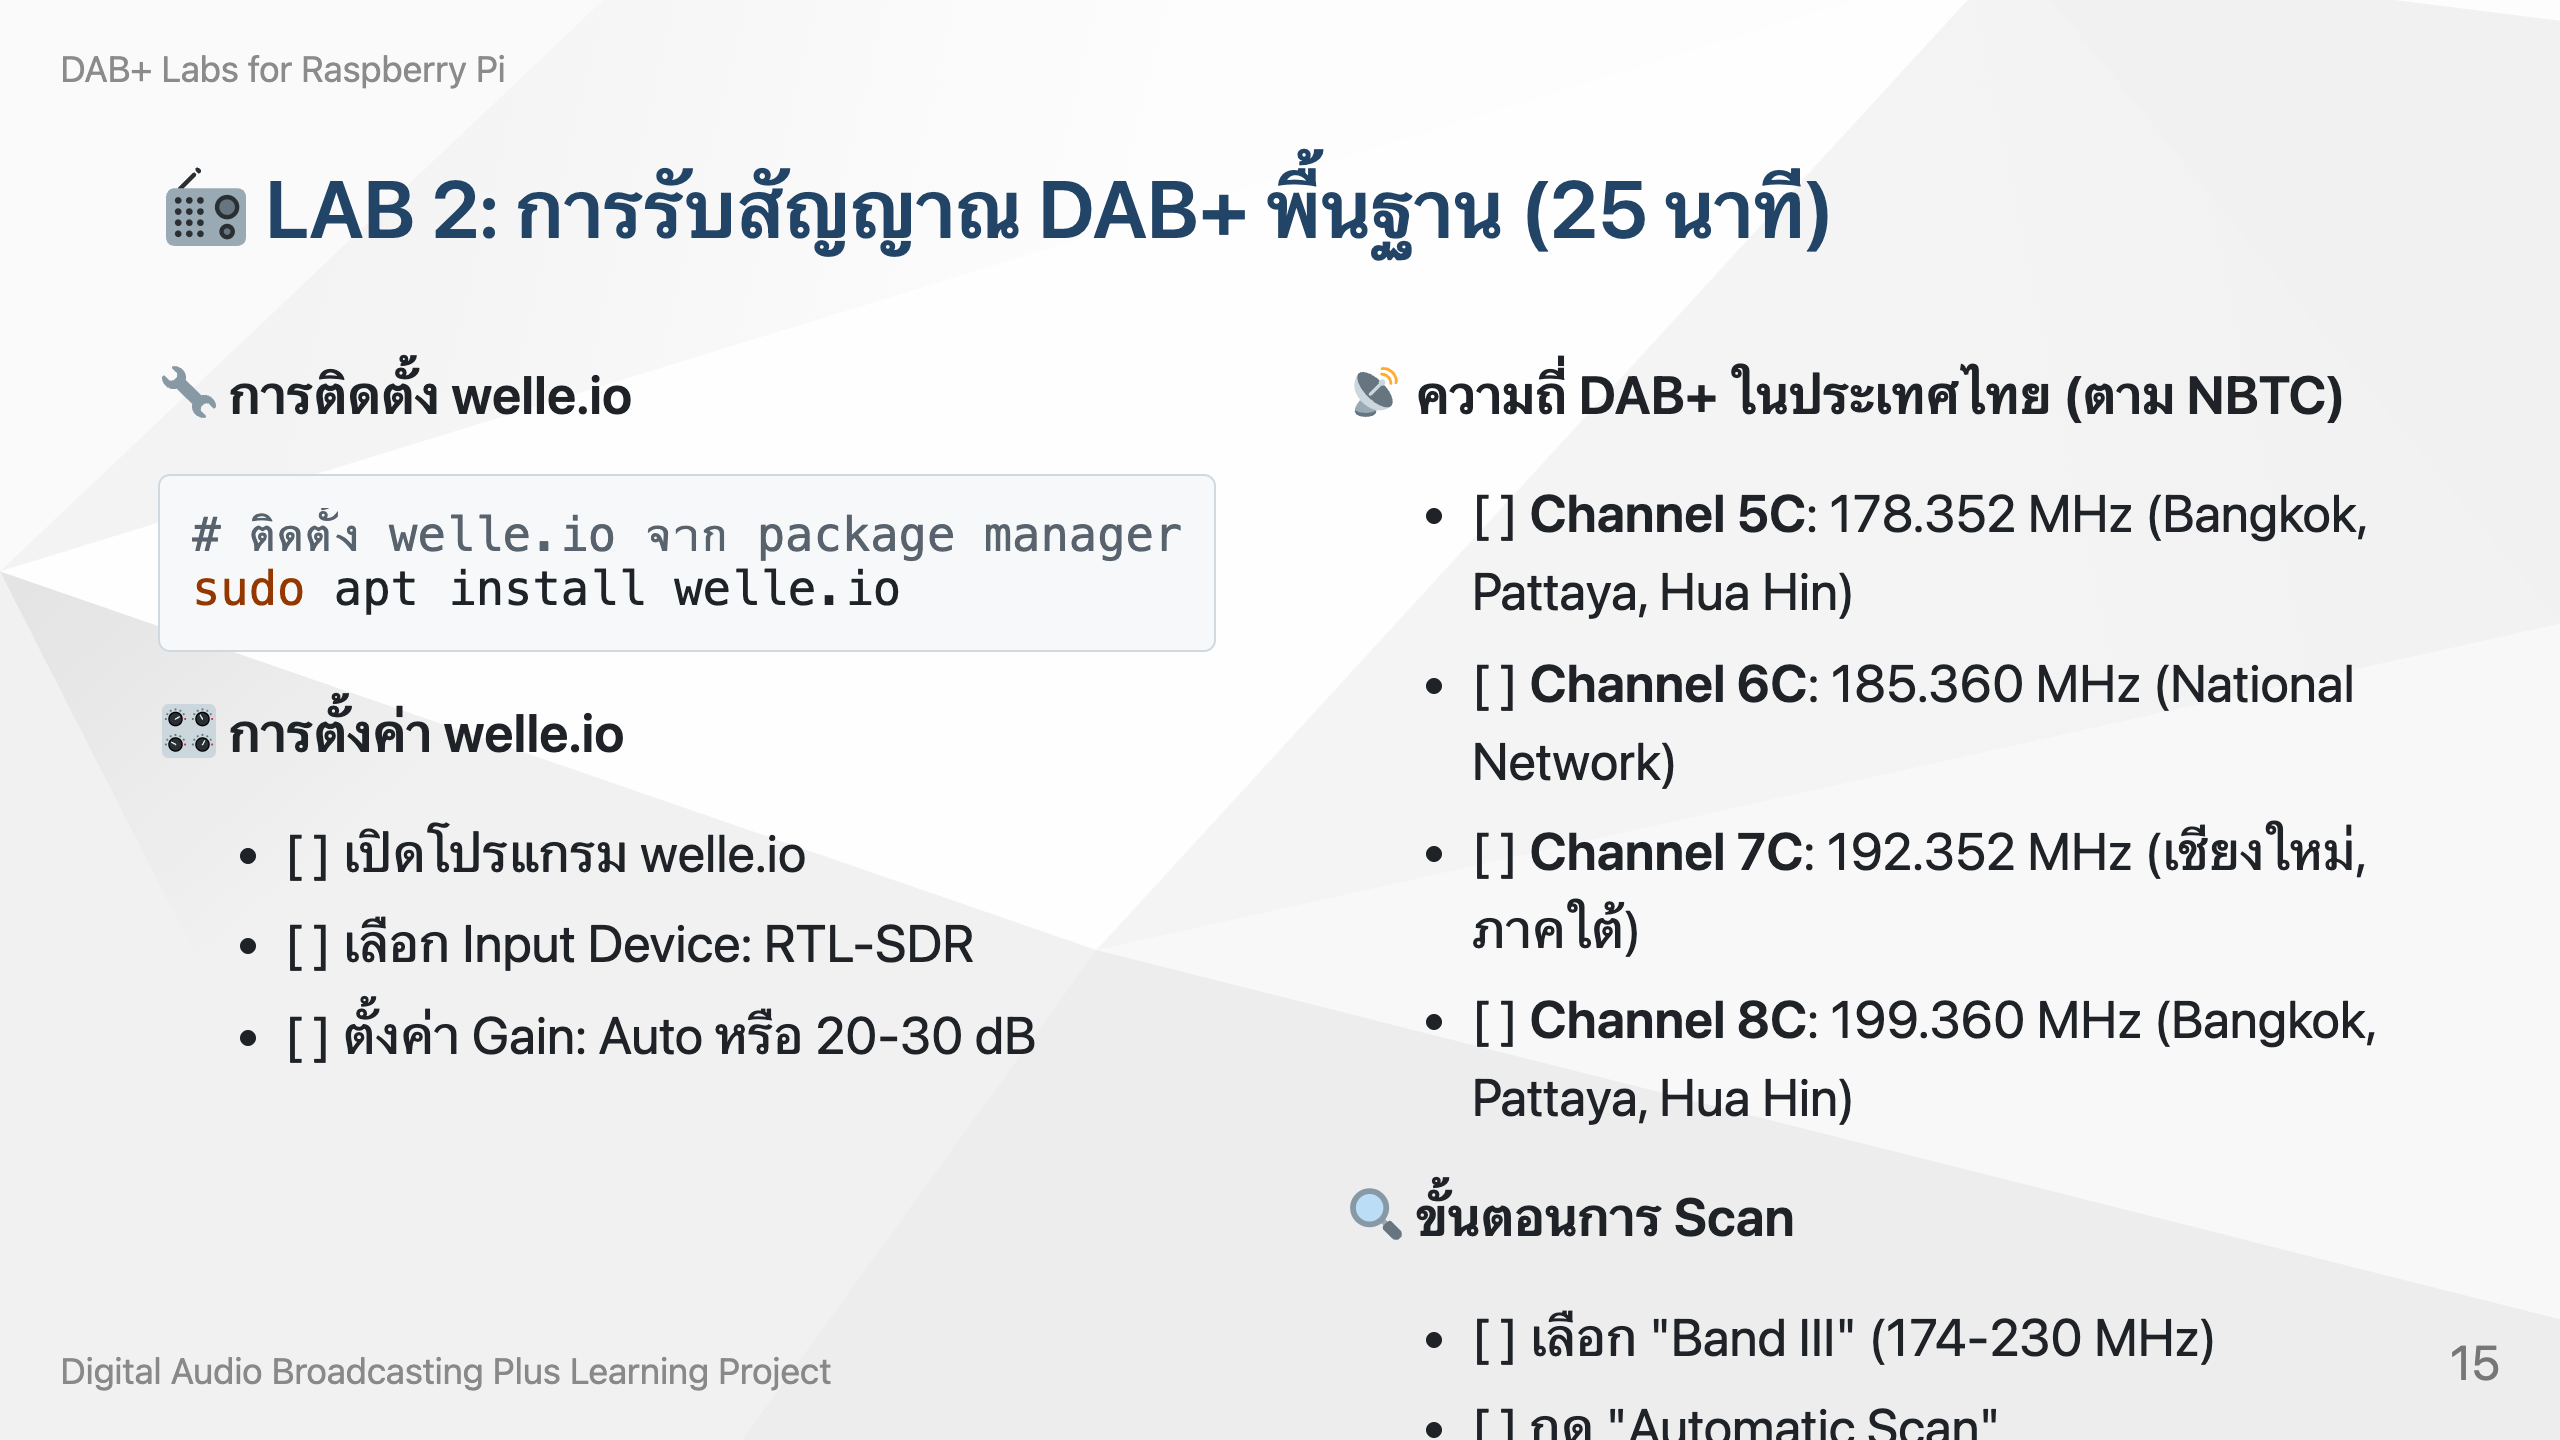 DAB+ Labs for Raspberry Pi
LAB 2: การรับสัญญาณ DAB+ พื้นฐาน (25 นาที)
การติดตั้ง welle.io
# ติดตั้ง welle.io จาก package manager
sudo apt install welle.io
การตั้งค่า welle.io
• [ ] เปิดโปรแกรม welle.io
• [ ] เลือก Input Device: RTL-SDR
• [ ] ตั้งค่า Gain: Auto หรือ 20-30 dB
ความถี่ DAB+ ในประเทศไทย (ตาม NBTC)
• [ ] Channel 5C: 178.352 MHz (Bangkok,
Pattaya, Hua Hin)
• [ ] Channel 6C: 185.360 MHz (National
Network)
• [ ] Channel 7C: 192.352 MHz (เชียงใหม่,
ภาคใต้)
• [ ] Channel 8C: 199.360 MHz (Bangkok,
Pattaya, Hua Hin)
ขั้นตอนการ Scan
• [ ] เลือก "Band III" (174-230 MHz)
• [ ] กด "Automatic Scan"
Digital Audio Broadcasting Plus Learning Project
15